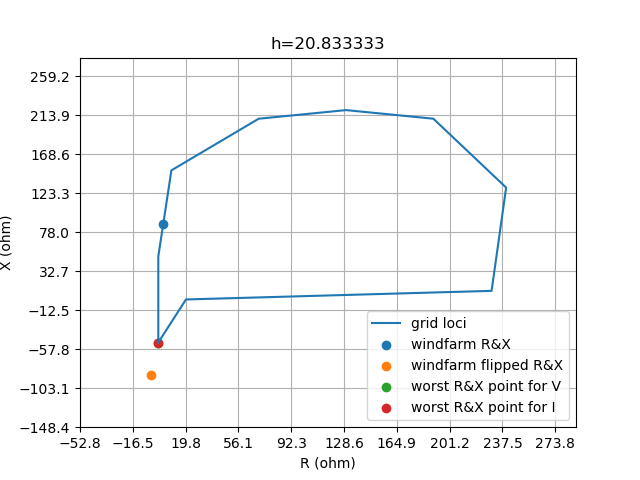 h=20.833333
259.2
213.9
168.6
123.3
78.0
32.7
−12.5
−57.8
−103.1
−148.4
X (ohm)
grid loci
windfarm R&X
windfarm flipped R&X
worst R&X point for V
worst R&X point for I
−52.8 −16.5 19.8 56.1 92.3 128.6 164.9 201.2 237.5 273.8
R (ohm)